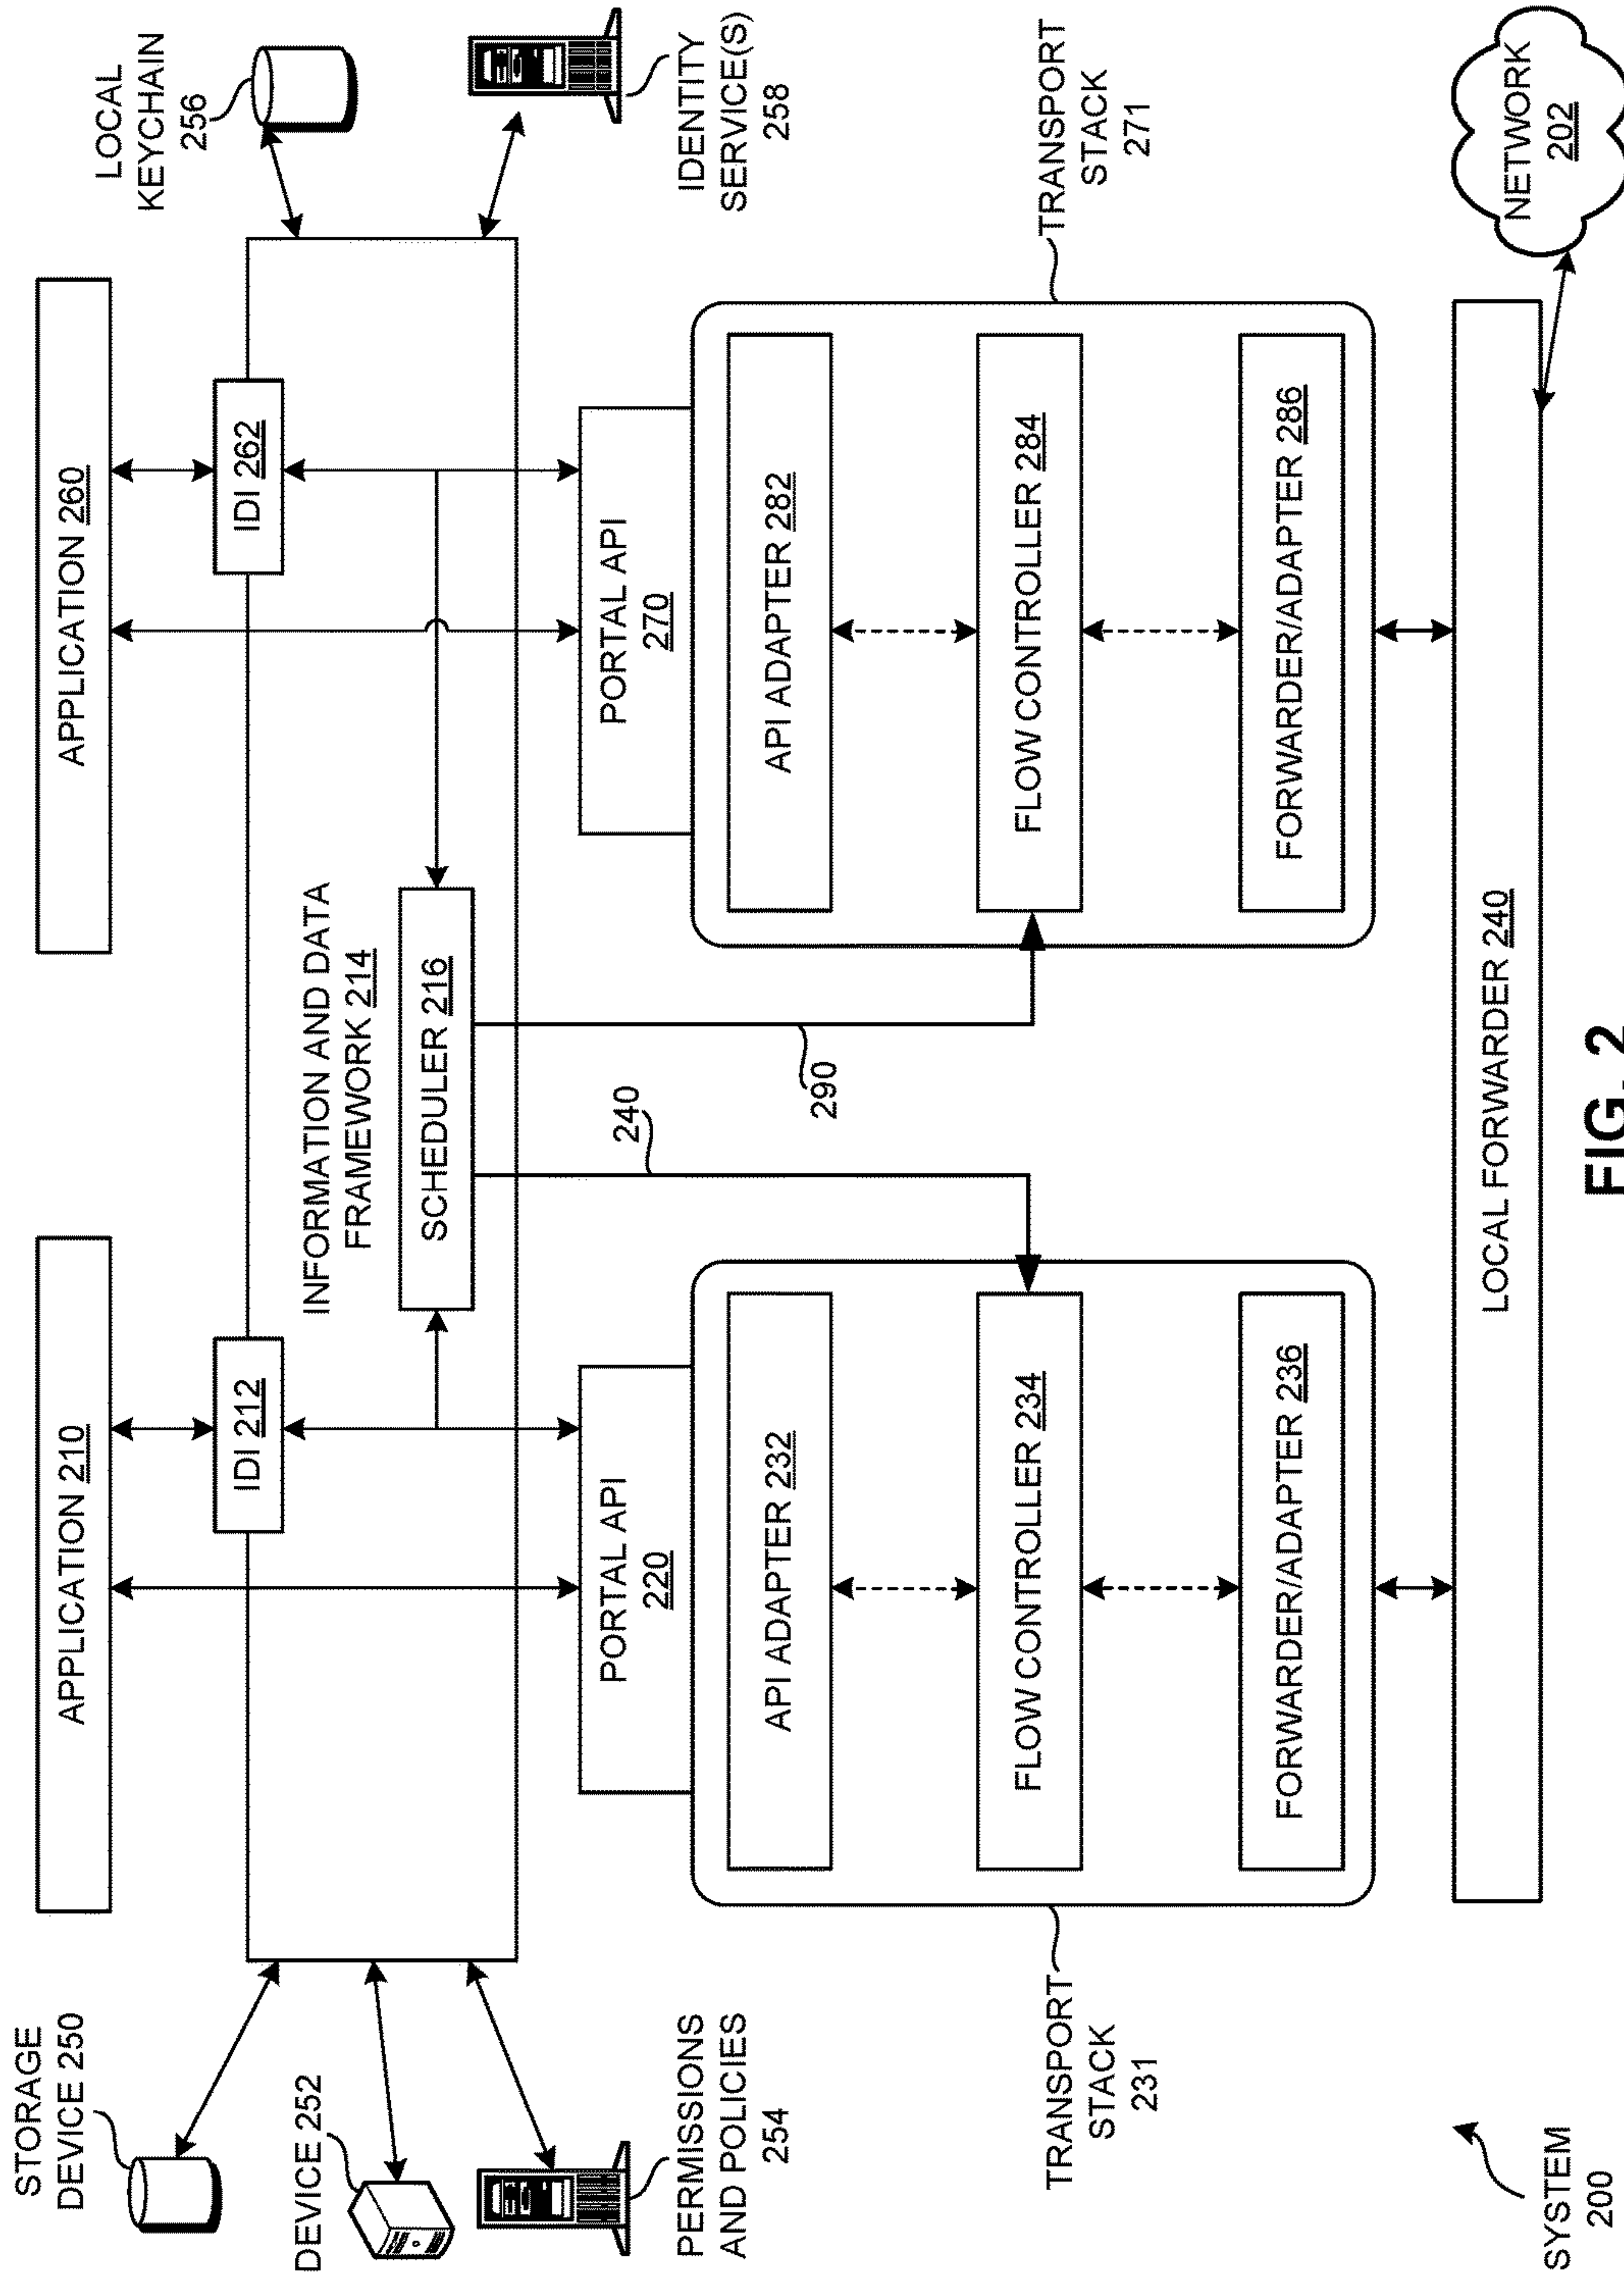 STORAGE
DEVICE 250
DEVICE 252
PERMISSIONS
AND POLICIES
254
APPLICATION 210
APPLICATION 260
LOCAL
KEYCHAIN
256
IDENTITY
SERVICE(S)
258
IDI 212
IDI 262
INFORMATION AND DATA
FRAMEWORK 214
SCHEDULER 216
PORTAL API
220
PORTAL API
270
240
290
TRANSPORT
STACK
231
API ADAPTER 232
FLOW CONTROLLER 234
FORWARDER/ADAPTER 236
API ADAPTER 282
FLOW CONTROLLER 284
FORWARDER/ADAPTER 286
TRANSPORT
STACK
271
LOCAL FORWARDER 240
NETWORK
202
SYSTEM
200
FIG. 2